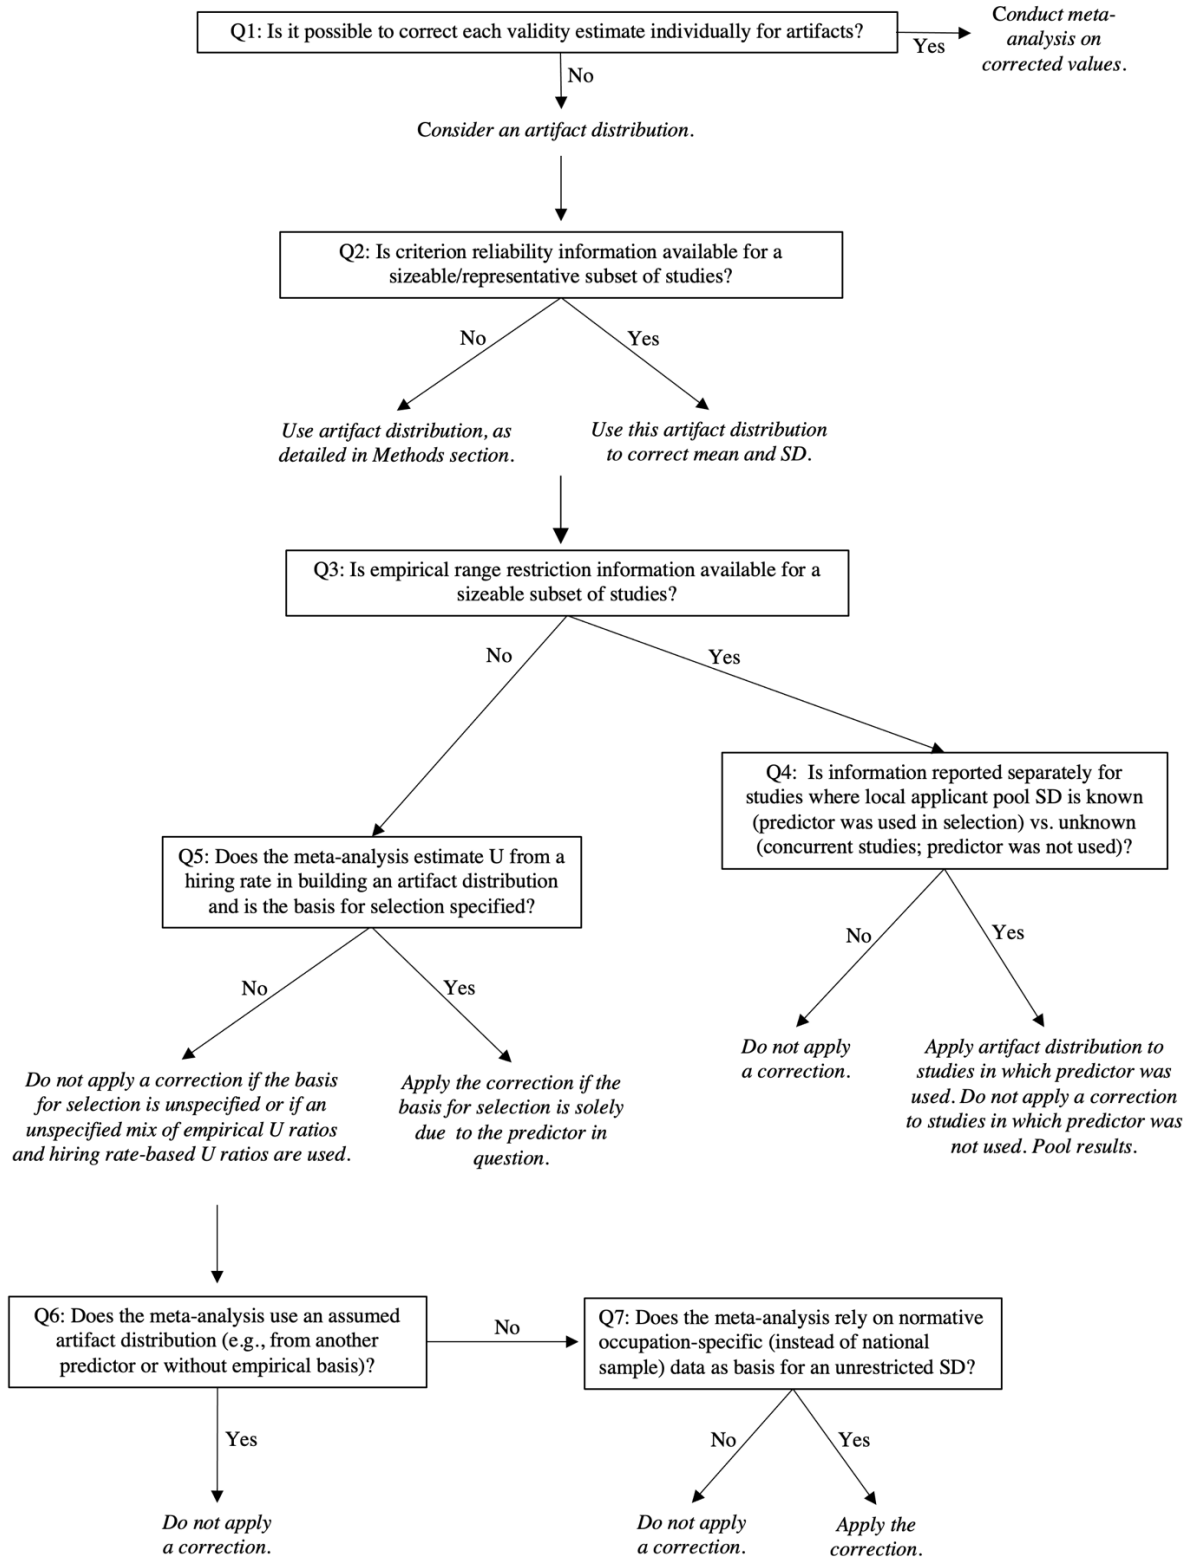 Q1: Is it possible to correct each validity estimate individually for artifacts?
Yes
Conduct meta-
analysis on
corrected values.
No
Consider an artifact distribution.
Q2: Is criterion reliability information available for a
sizeable/representative subset of studies?
No
Yes
Use artifact distribution, as
detailed in Methods section.
Use this artifact distribution
to correct mean and SD.
Q3: Is empirical range restriction information available for a
sizeable subset of studies?
No
Yes
Q4: Is information reported separately for
studies where local applicant pool SD is known
(predictor was used in selection) vs. unknown
(concurrent studies; predictor was not used)?
Q5: Does the meta-analysis estimate U from a
hiring rate in building an artifact distribution
and is the basis for selection specified?
No
Yes
No
Yes
Do not apply
a correction.
Apply artifact distribution to
studies in which predictor was
used. Do not apply a correction
to studies in which predictor was
not used. Pool results.
Do not apply a correction if the basis
for selection is unspecified or if an
unspecified mix of empirical U ratios
and hiring rate-based U ratios are used.
Apply the correction if the
basis for selection is solely
due to the predictor in
question.
Q6: Does the meta-analysis use an assumed
artifact distribution (e.g., from another
predictor or without empirical basis)?
No
Q7: Does the meta-analysis rely on normative
occupation-specific (instead of national
sample) data as basis for an unrestricted SD?
Yes
No
Yes
Do not apply
a correction.
Do not apply
a correction.
Apply the
correction.